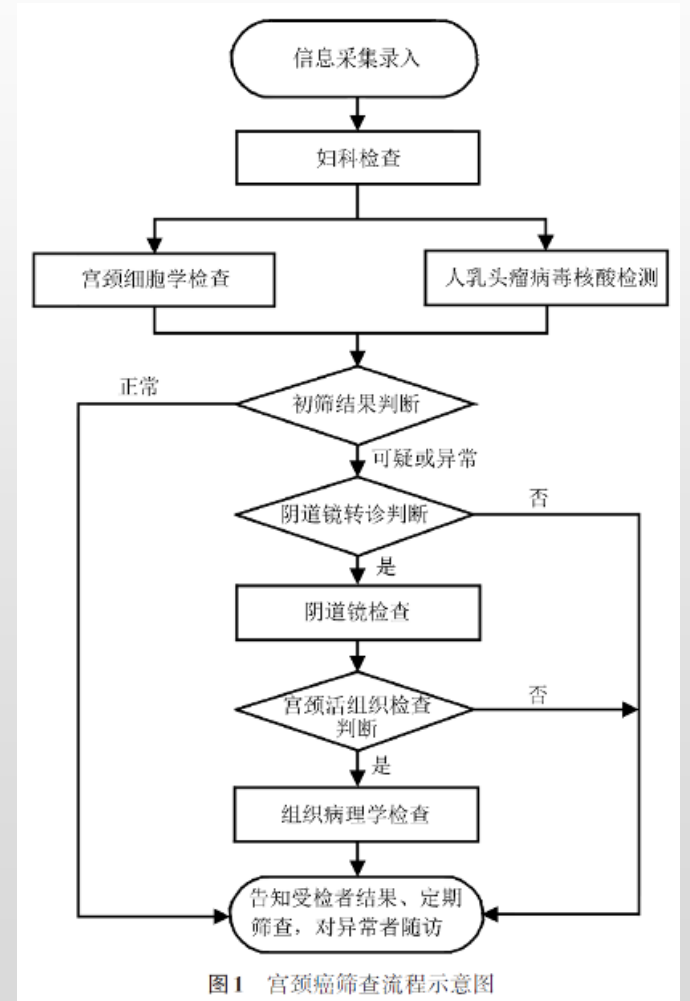 信息采集录入
妇科检查
宫颈细胞学检查
人乳头瘤病毒核酸检测
正常
初筛结果判断
可疑或异常
阴道镜转诊判断
否
是
阴道镜检查
宫颈活组织检查
判断
否
是
组织病理学检查
告知受检者结果、定期
筛查，对异常者随访
图1 宫颈癌筛查流程示意图